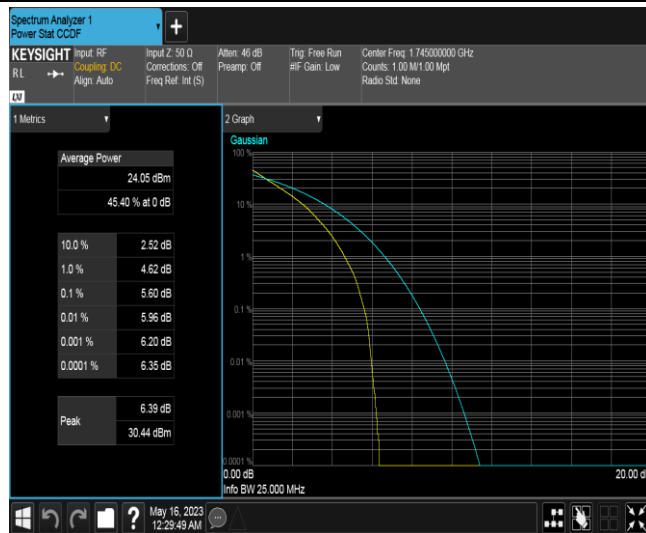 Spectrum Analyzer 1
Power Stat CCDF
+
KEYSIGHT
RL
LXI
Input: RF
Coupling: DC
Align: Auto
Input Z: 50 Ω
Corrections: Off
Freq Ref: Int (S)
Atten: 46 dB
Preamp: Off
Trig: Free Run
#IF Gain: Low
Center Freq: 1.745000000 GHz
Counts: 1.00 M/1.00 Mpt
Radio Std: None
1 Metrics
Average Power
24.05 dBm
45.40 % at 0 dB
10.0 % 2.52 dB
1.0 % 4.62 dB
0.1 % 5.60 dB
0.01 % 5.96 dB
0.001 % 6.20 dB
0.0001 % 6.35 dB
Peak
6.39 dB
30.44 dBm
2 Graph
Gaussian
100 %
10 %
1 %
0.1 %
0.01 %
0.001 %
0.0001 %
0.00 dB
20.00 d
Info BW 25.000 MHz
?
May 16, 2023
12:29:49 AM